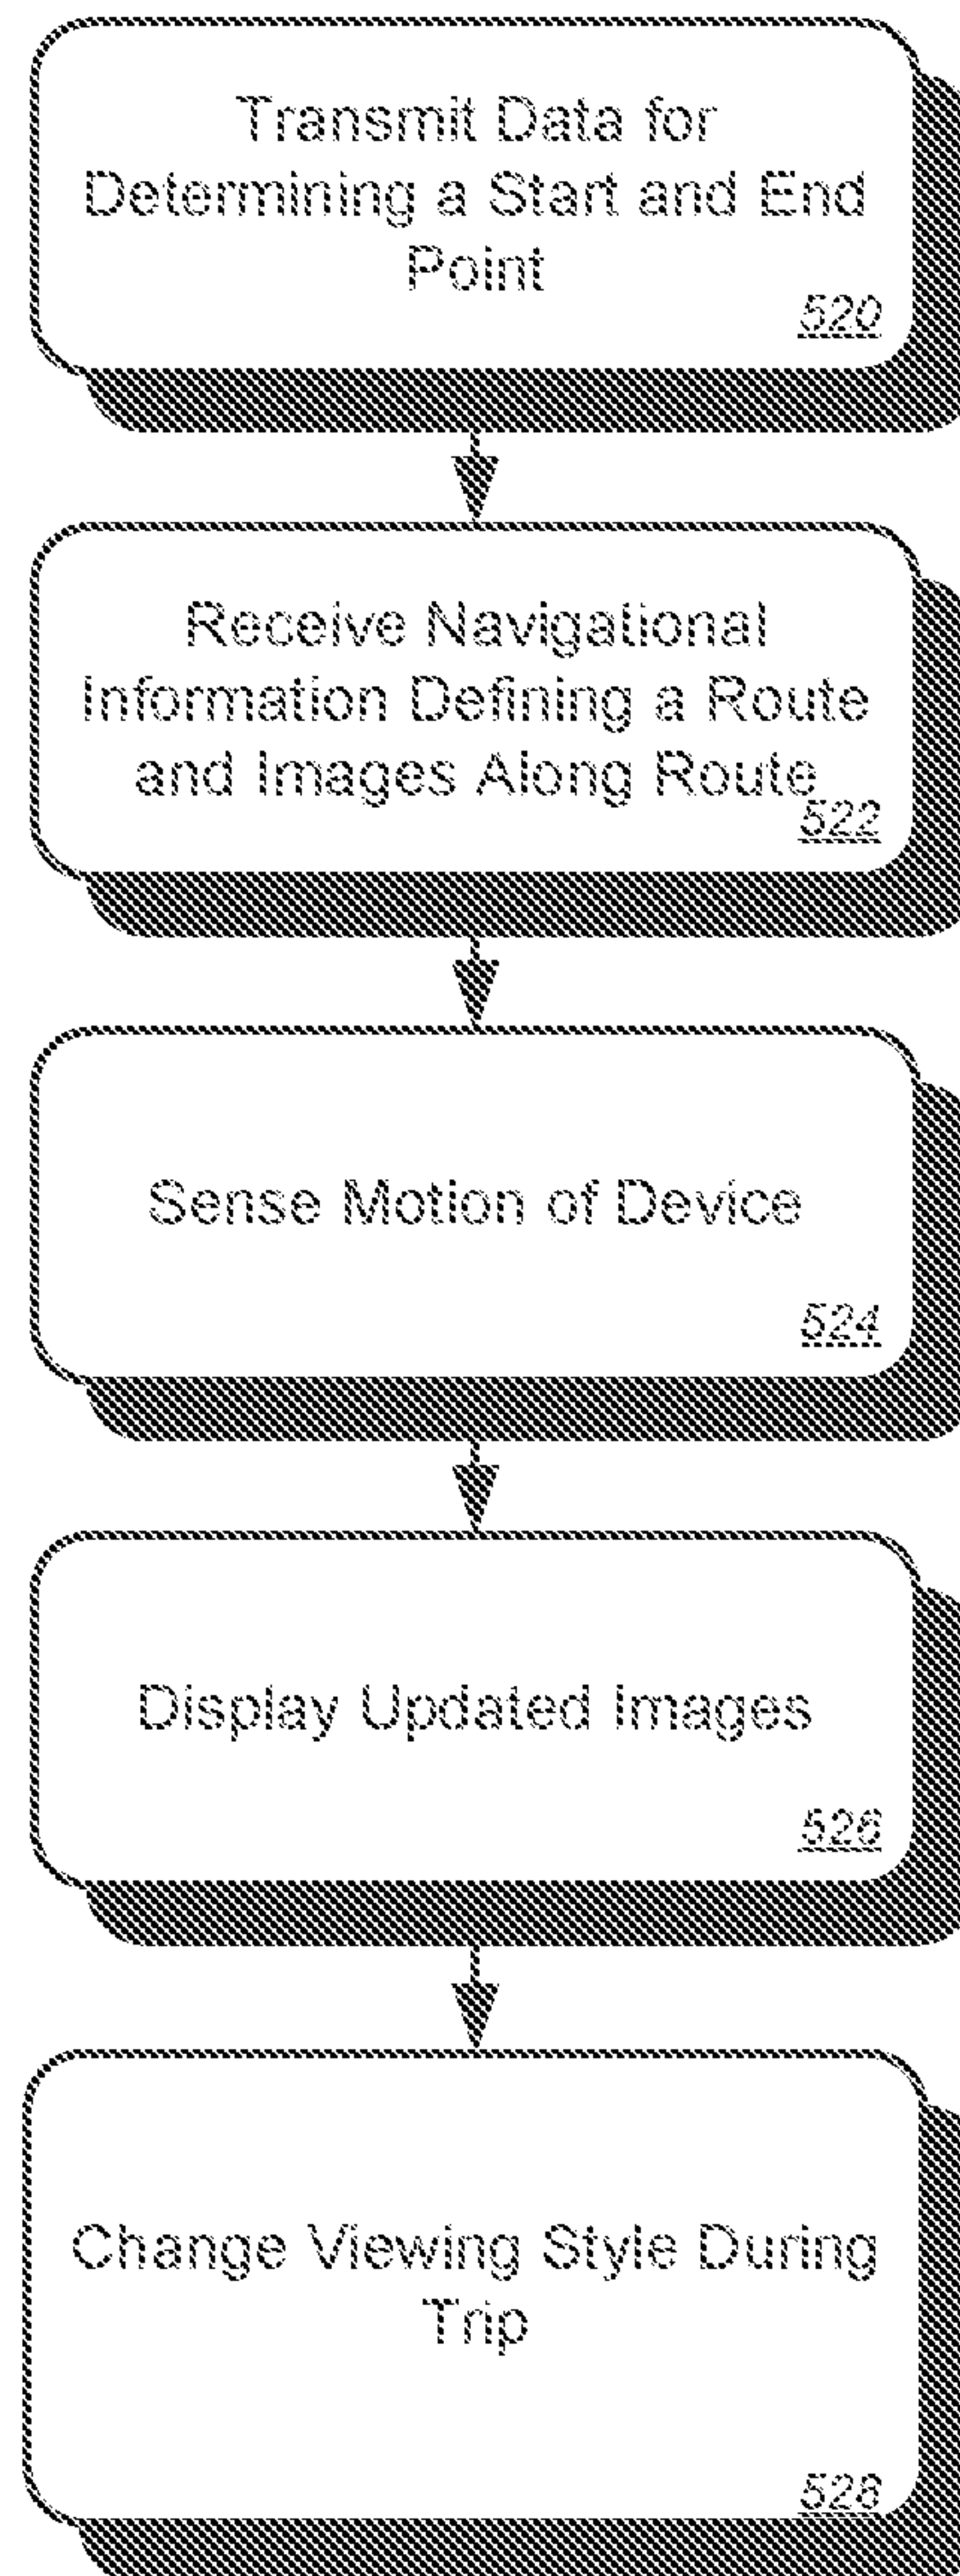 Transmit Data for
Determining a Start and End
Point
520
Receive Navigational
Information Defining a Route
and Images Along Route
522
Sense Motion of Device
524
Display Updated Images
526
Change Viewing Style During
Trip
528